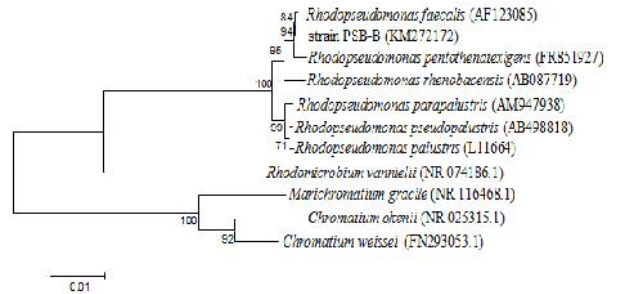 84
Rhodopseudomonas faecalis (AF123085)
94
strain PSB-B (KM272172)
Rhodopseudomonas pentothenatexigens (FR851927)
Rhodopseudomonas rhenobacensis (AB087719)
100
Rhodopseudomonas parapalustris (AM947938)
Rhodopseudomonas pseudopalustris (AB498818)
71
Rhodopseudomonas palustris (L11664)
Rhodomicrobium vannielii (NR 074186.1)
Marichromatium gracile (NR 116468.1)
100
Chromatium okenii (NR 025315.1)
92
Chromatium weissei (FN293053.1)
0.01